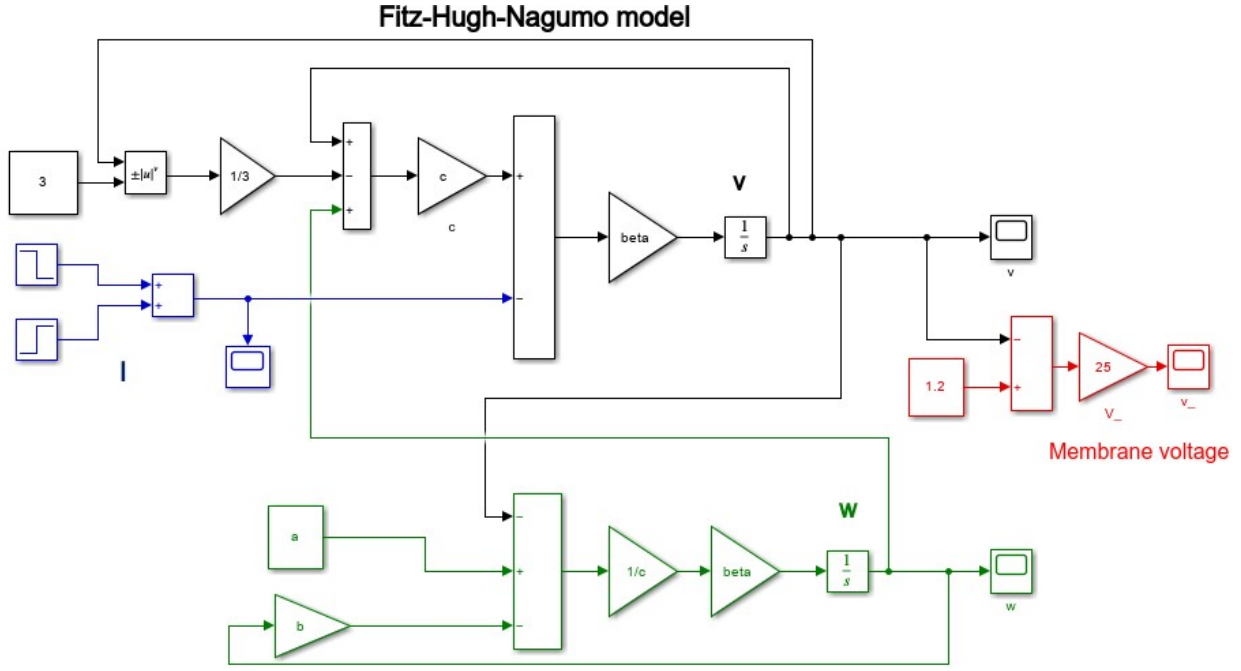 Fitz-Hugh-Nagumo model
3
±|u|ᵛ
1/3
+
−
+
c
c
+
−
beta
V
1
s
v
+
+
I
−
+
1.2
25
V_
v_
Membrane voltage
a
b
−
+
−
1/c
beta
W
1
s
w